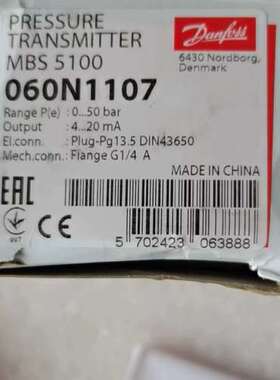 PRESSURE
TRANSMITTER
MBS 5100
Danfoss
6430 Nordborg,
Denmark
060N1107
Range P(e) : 0...50 bar
Output : 4...20 mA
El.conn. : Plug-Pg13.5 DIN43650
Mech.conn.: Flange G1/4 A
MADE IN CHINA
EAC
CE
5 702423 063888